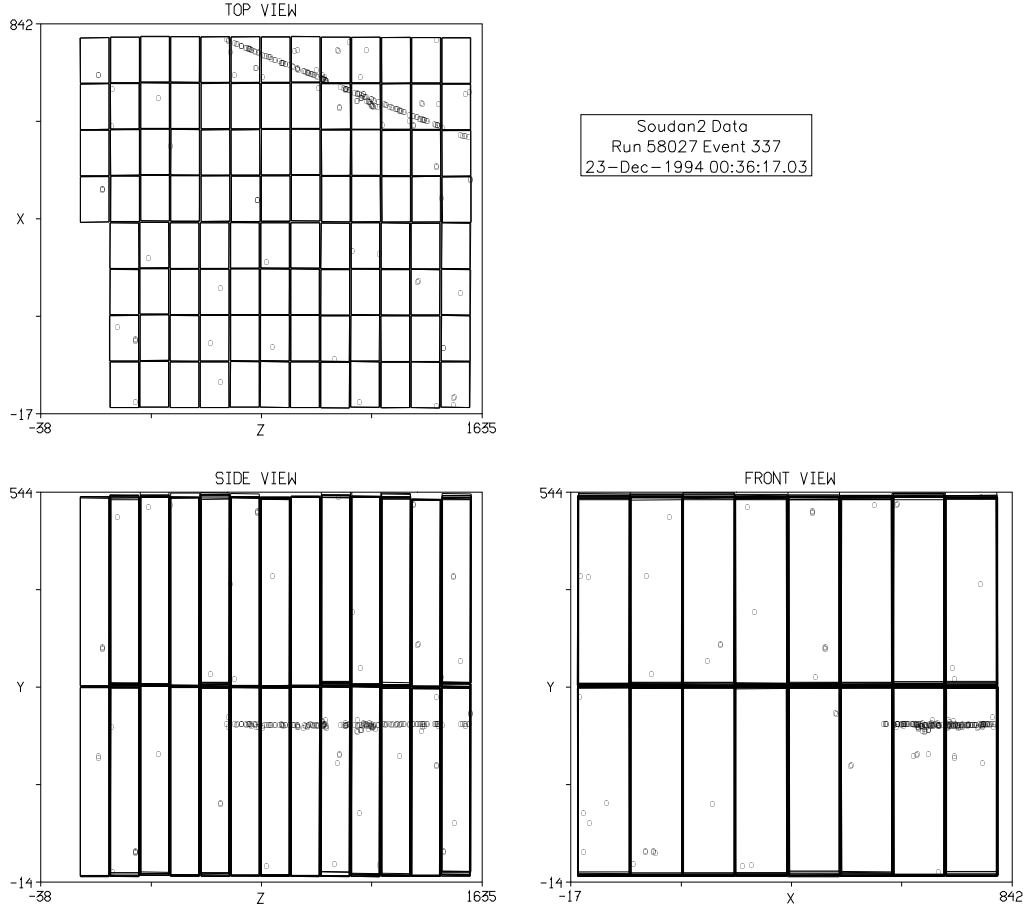 TOP VIEW
842
X
-17
-38
Z
1635
Soudan2 Data
Run 58027 Event 337
23-Dec-1994 00:36:17.03
SIDE VIEW
544
Y
-14
-38
Z
1635
FRONT VIEW
544
Y
-14
-17
X
842